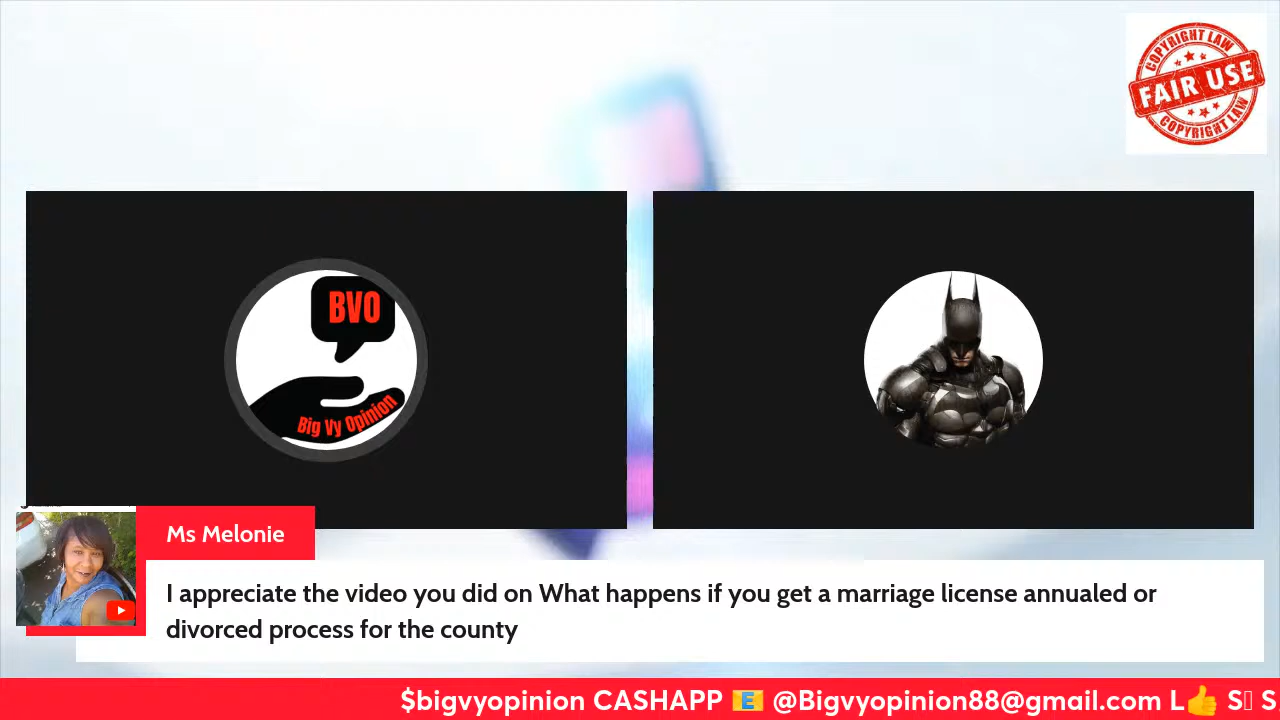 COPYRIGHT LAW
FAIR USE
COPYRIGHT LAW
BVO
Big Vy Opinion
Ms Melonie
I appreciate the video you did on What happens if you get a marriage license annualed or
divorced process for the county
$bigvyopinion CASHAPP 📧 @Bigvyopinion88@gmail.com L👍 S S